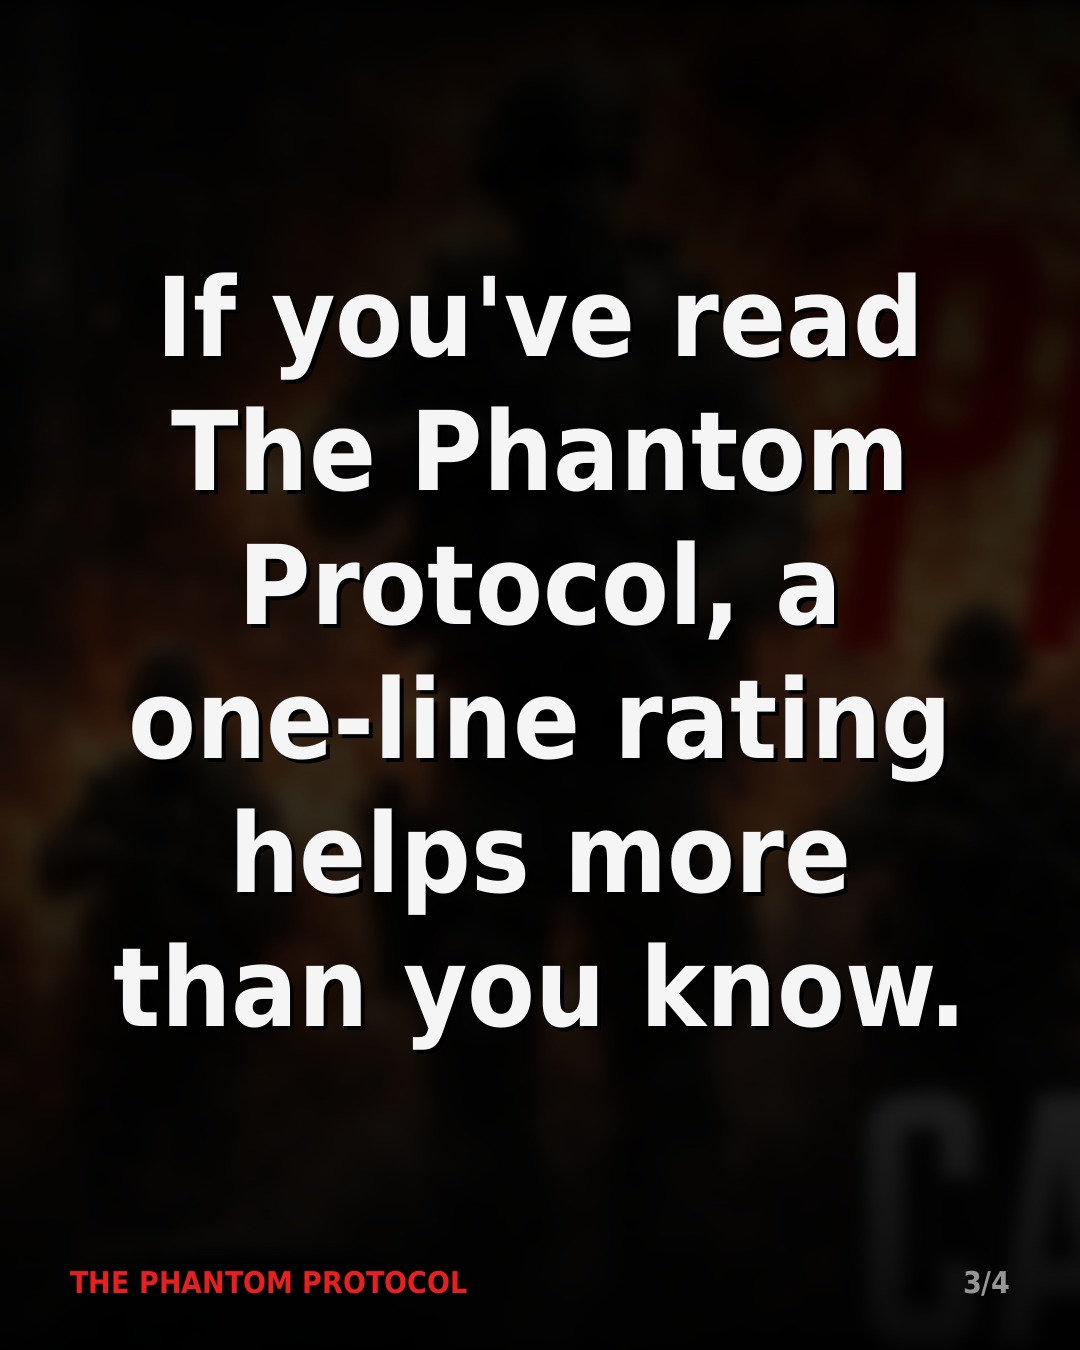 If you've read
The Phantom
Protocol, a
one-line rating
helps more
than you know.
THE PHANTOM PROTOCOL
3/4